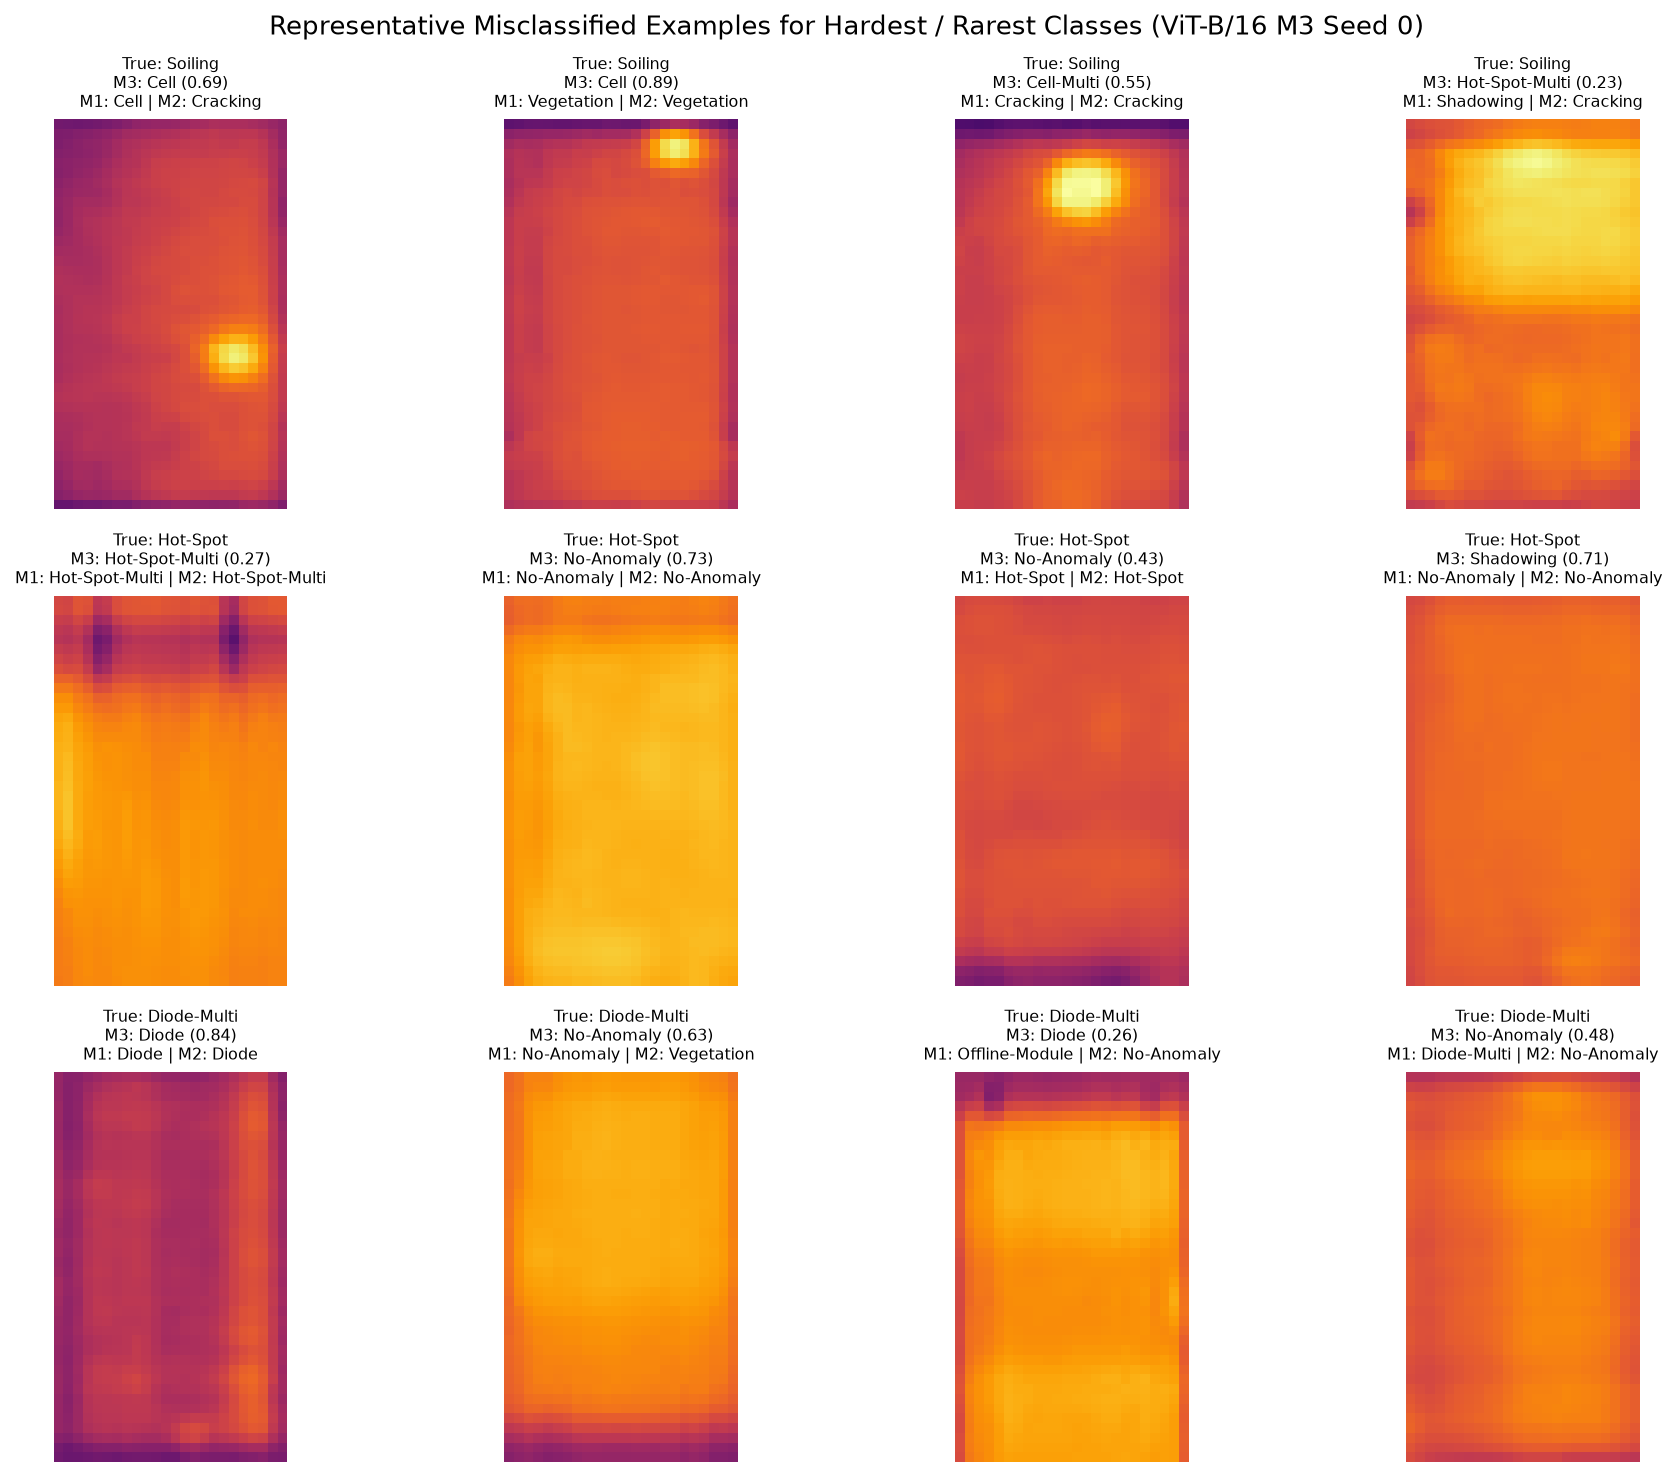 Representative Misclassified Examples for Hardest / Rarest Classes (ViT-B/16 M3 Seed 0)
True: Soiling
M3: Cell (0.69)
M1: Cell | M2: Cracking
True: Soiling
M3: Cell (0.89)
M1: Vegetation | M2: Vegetation
True: Soiling
M3: Cell-Multi (0.55)
M1: Cracking | M2: Cracking
True: Soiling
M3: Hot-Spot-Multi (0.23)
M1: Shadowing | M2: Cracking
True: Hot-Spot
M3: Hot-Spot-Multi (0.27)
M1: Hot-Spot-Multi | M2: Hot-Spot-Multi
True: Hot-Spot
M3: No-Anomaly (0.73)
M1: No-Anomaly | M2: No-Anomaly
True: Hot-Spot
M3: No-Anomaly (0.43)
M1: Hot-Spot | M2: Hot-Spot
True: Hot-Spot
M3: Shadowing (0.71)
M1: No-Anomaly | M2: No-Anomaly
True: Diode-Multi
M3: Diode (0.84)
M1: Diode | M2: Diode
True: Diode-Multi
M3: No-Anomaly (0.63)
M1: No-Anomaly | M2: Vegetation
True: Diode-Multi
M3: Diode (0.26)
M1: Offline-Module | M2: No-Anomaly
True: Diode-Multi
M3: No-Anomaly (0.48)
M1: Diode-Multi | M2: No-Anomaly